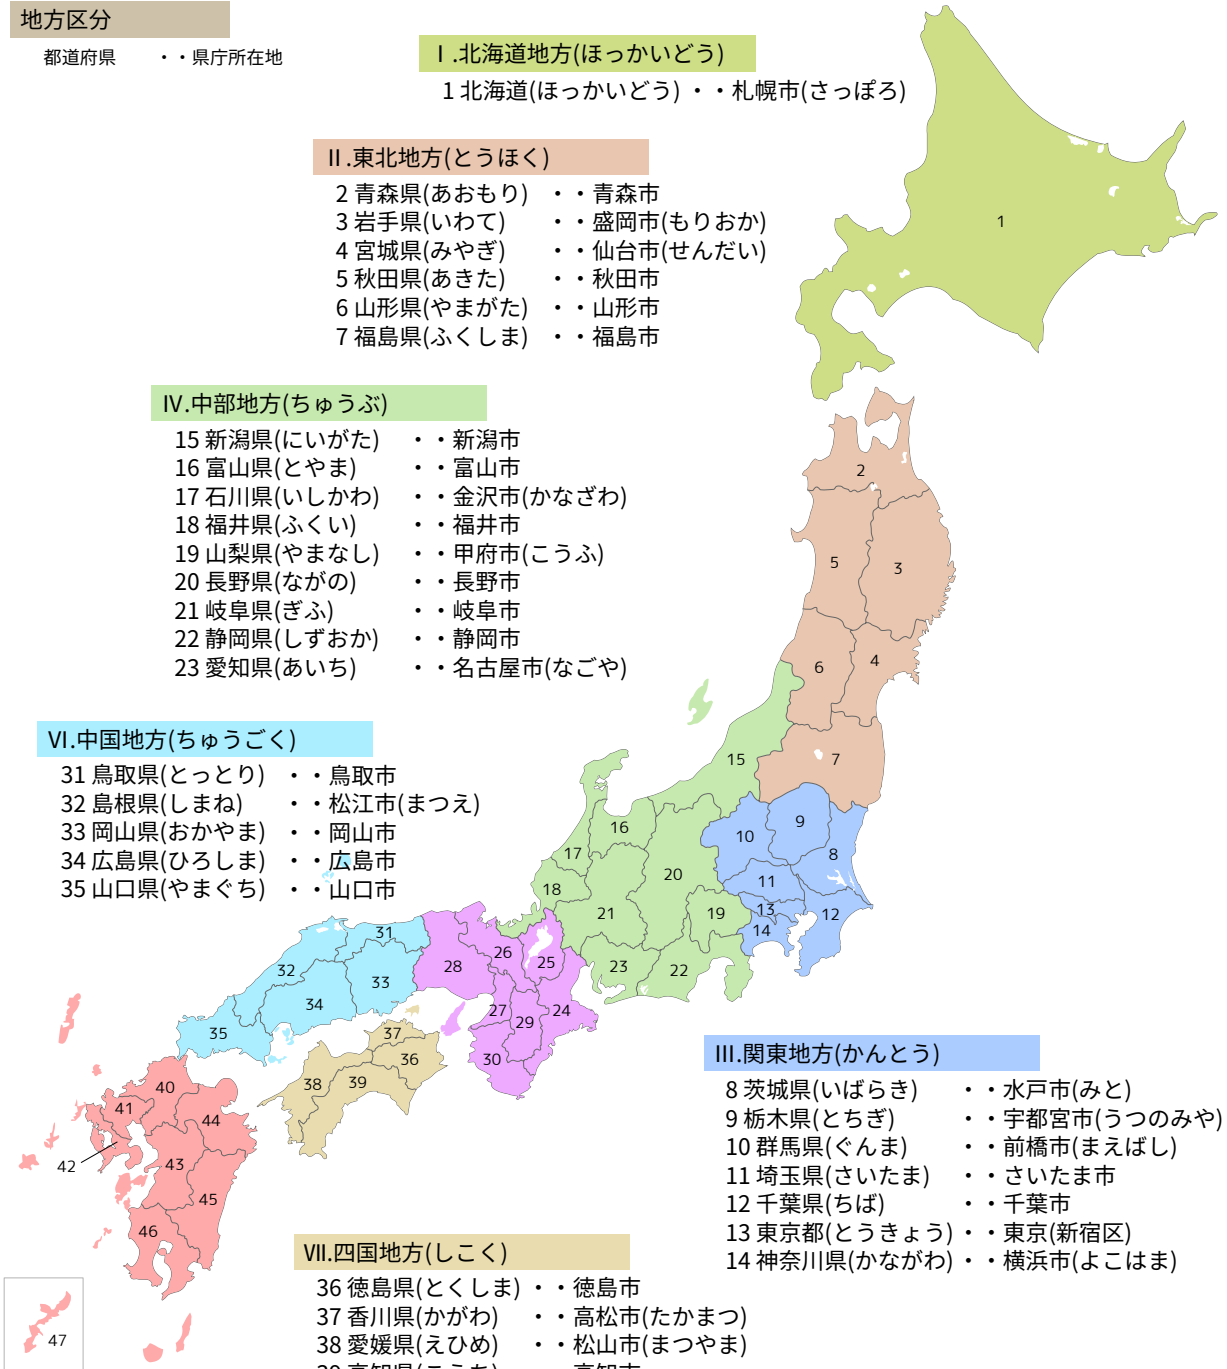 地方区分
都道府県 ・・県庁所在地
Ⅰ.北海道地方(ほっかいどう)
1 北海道(ほっかいどう) ・・札幌市(さっぽろ)
Ⅱ.東北地方(とうほく)
2 青森県(あおもり) ・・青森市
3 岩手県(いわて) ・・盛岡市(もりおか)
4 宮城県(みやぎ) ・・仙台市(せんだい)
5 秋田県(あきた) ・・秋田市
6 山形県(やまがた) ・・山形市
7 福島県(ふくしま) ・・福島市
Ⅳ.中部地方(ちゅうぶ)
15 新潟県(にいがた) ・・新潟市
16 富山県(とやま) ・・富山市
17 石川県(いしかわ) ・・金沢市(かなざわ)
18 福井県(ふくい) ・・福井市
19 山梨県(やまなし) ・・甲府市(こうふ)
20 長野県(ながの) ・・長野市
21 岐阜県(ぎふ) ・・岐阜市
22 静岡県(しずおか) ・・静岡市
23 愛知県(あいち) ・・名古屋市(なごや)
Ⅵ.中国地方(ちゅうごく)
31 鳥取県(とっとり) ・・鳥取市
32 島根県(しまね) ・・松江市(まつえ)
33 岡山県(おかやま) ・・岡山市
34 広島県(ひろしま) ・・広島市
35 山口県(やまぐち) ・・山口市
Ⅲ.関東地方(かんとう)
8 茨城県(いばらき) ・・水戸市(みと)
9 栃木県(とちぎ) ・・宇都宮市(うつのみや)
10 群馬県(ぐんま) ・・前橋市(まえばし)
11 埼玉県(さいたま) ・・さいたま市
12 千葉県(ちば) ・・千葉市
13 東京都(とうきょう) ・・東京(新宿区)
14 神奈川県(かながわ) ・・横浜市(よこはま)
Ⅶ.四国地方(しこく)
36 徳島県(とくしま) ・・徳島市
37 香川県(かがわ) ・・高松市(たかまつ)
38 愛媛県(えひめ) ・・松山市(まつやま)
1
2
5
3
6
4
7
15
10
9
8
16
17
20
11
18
21
19
13
12
14
31
26
28
25
32
33
23
22
34
27
24
29
35
37
30
36
38
39
40
41
44
42
43
45
46
47